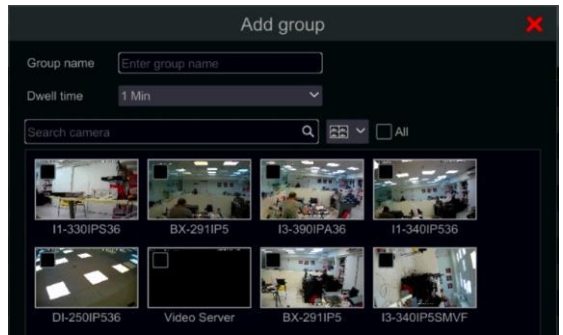 Add group
Group name Enter group name
Dwell time 1 Min
Search camera All
I1-330IPS36 BX-291IP5 I3-390IPA36 I1-340IP536
DI-250IP536 Video Server BX-291IP5 I3-340IP5SMVF